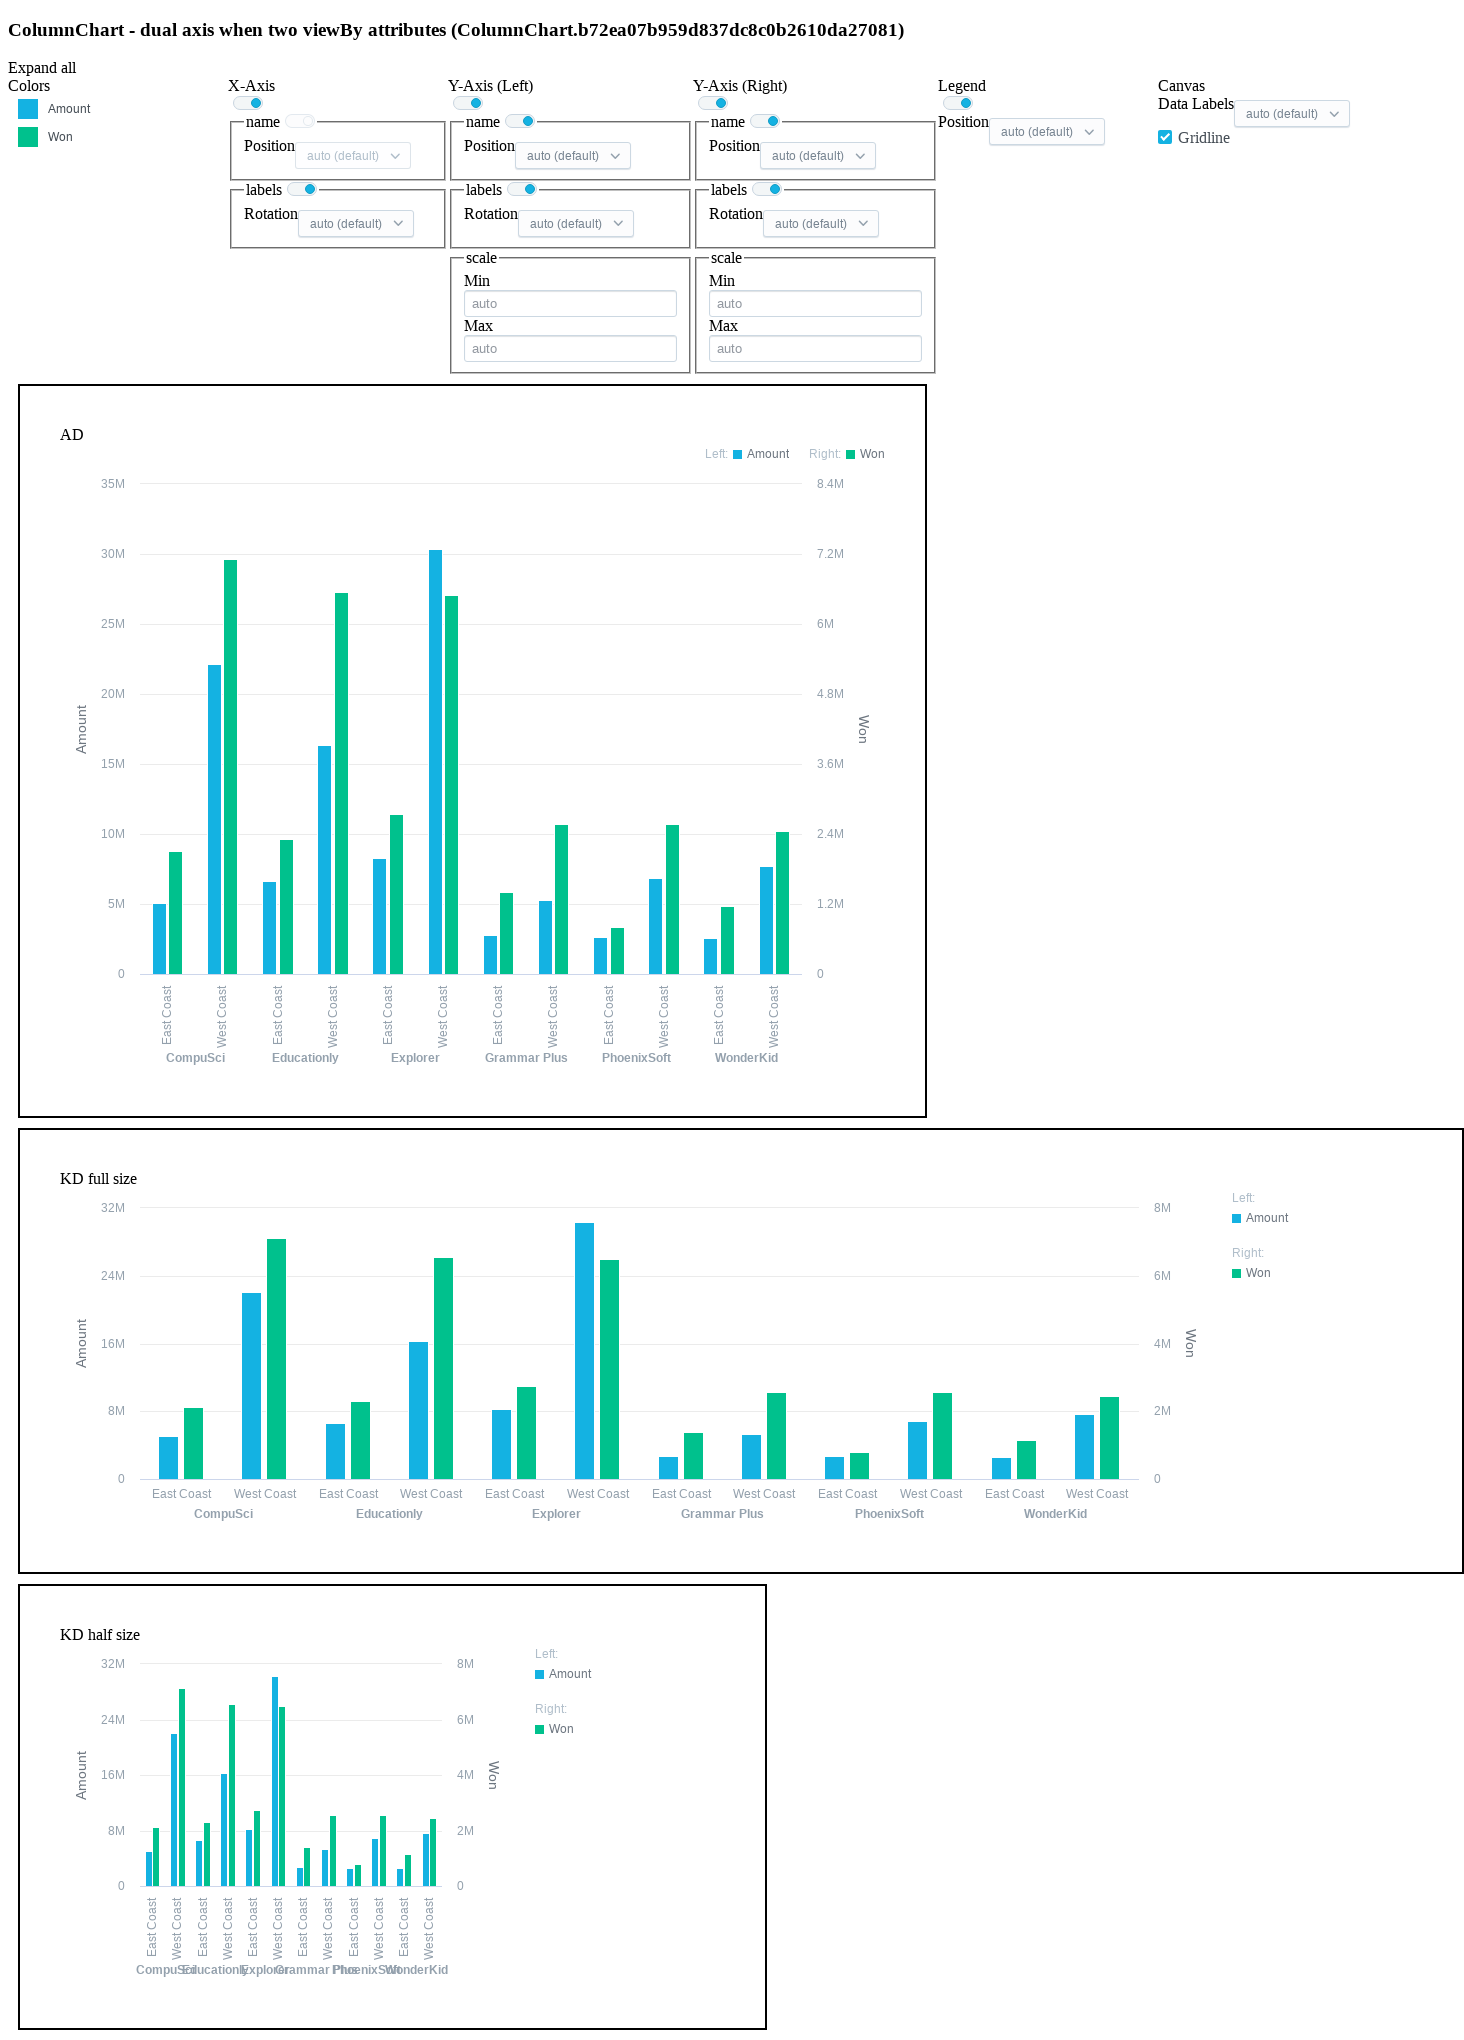 ColumnChart - dual axis when two viewBy attributes (ColumnChart.b72ea07b959d837dc8c0b2610da27081)
Expand all
Colors
Amount
Won
X-Axis
name
Position auto (default)
labels
Rotation auto (default)
Y-Axis (Left)
name
Position auto (default)
labels
Rotation auto (default)
scale
Min
auto
Max
auto
Y-Axis (Right)
name
Position auto (default)
labels
Rotation auto (default)
scale
Min
auto
Max
auto
Legend
Position auto (default)
Canvas
Data Labels auto (default)
Gridline
AD
Left: Amount Right: Won
35M 8.4M
30M 7.2M
25M 6M
20M 4.8M
15M 3.6M
10M 2.4M
5M 1.2M
0 0
Amount
Won
East Coast West Coast East Coast West Coast East Coast West Coast East Coast West Coast East Coast West Coast East Coast West Coast
CompuSci Educationly Explorer Grammar Plus PhoenixSoft WonderKid
KD full size
Left:
Amount
Right:
Won
32M 8M
24M 6M
16M 4M
8M 2M
0 0
Amount
Won
East Coast West Coast East Coast West Coast East Coast West Coast East Coast West Coast East Coast West Coast East Coast West Coast
CompuSci Educationly Explorer Grammar Plus PhoenixSoft WonderKid
KD half size
Left:
Amount
Right:
Won
32M 8M
24M 6M
16M 4M
8M 2M
0 0
Amount
Won
East Coast West Coast East Coast West Coast East Coast West Coast East Coast West Coast East Coast West Coast East Coast West Coast
CompuSci Educationly Explorer Grammar Plus PhoenixSoft WonderKid